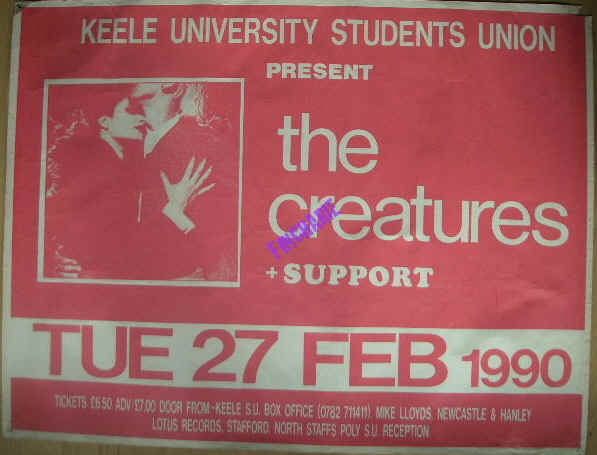 KEELE UNIVERSITY STUDENTS UNION
PRESENT
the
creatures
+ SUPPORT
TUE 27 FEB 1990
TICKETS £6.50 ADV £7.00 DOOR FROM-KEELE S.U. BOX OFFICE (0782 711411) MIKE LLOYDS, NEWCASTLE & HANLEY
LOTUS RECORDS, STAFFORD, NORTH STAFFS POLY S.U. RECEPTION